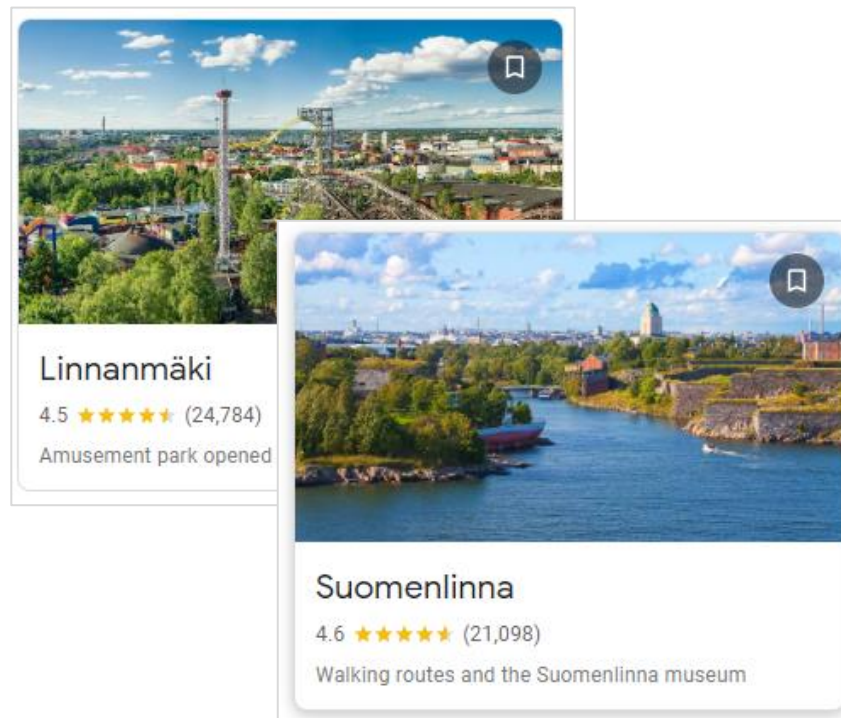 Linnanmäki
4.5 (24,784)
Amusement park opened
Suomenlinna
4.6 (21,098)
Walking routes and the Suomenlinna museum